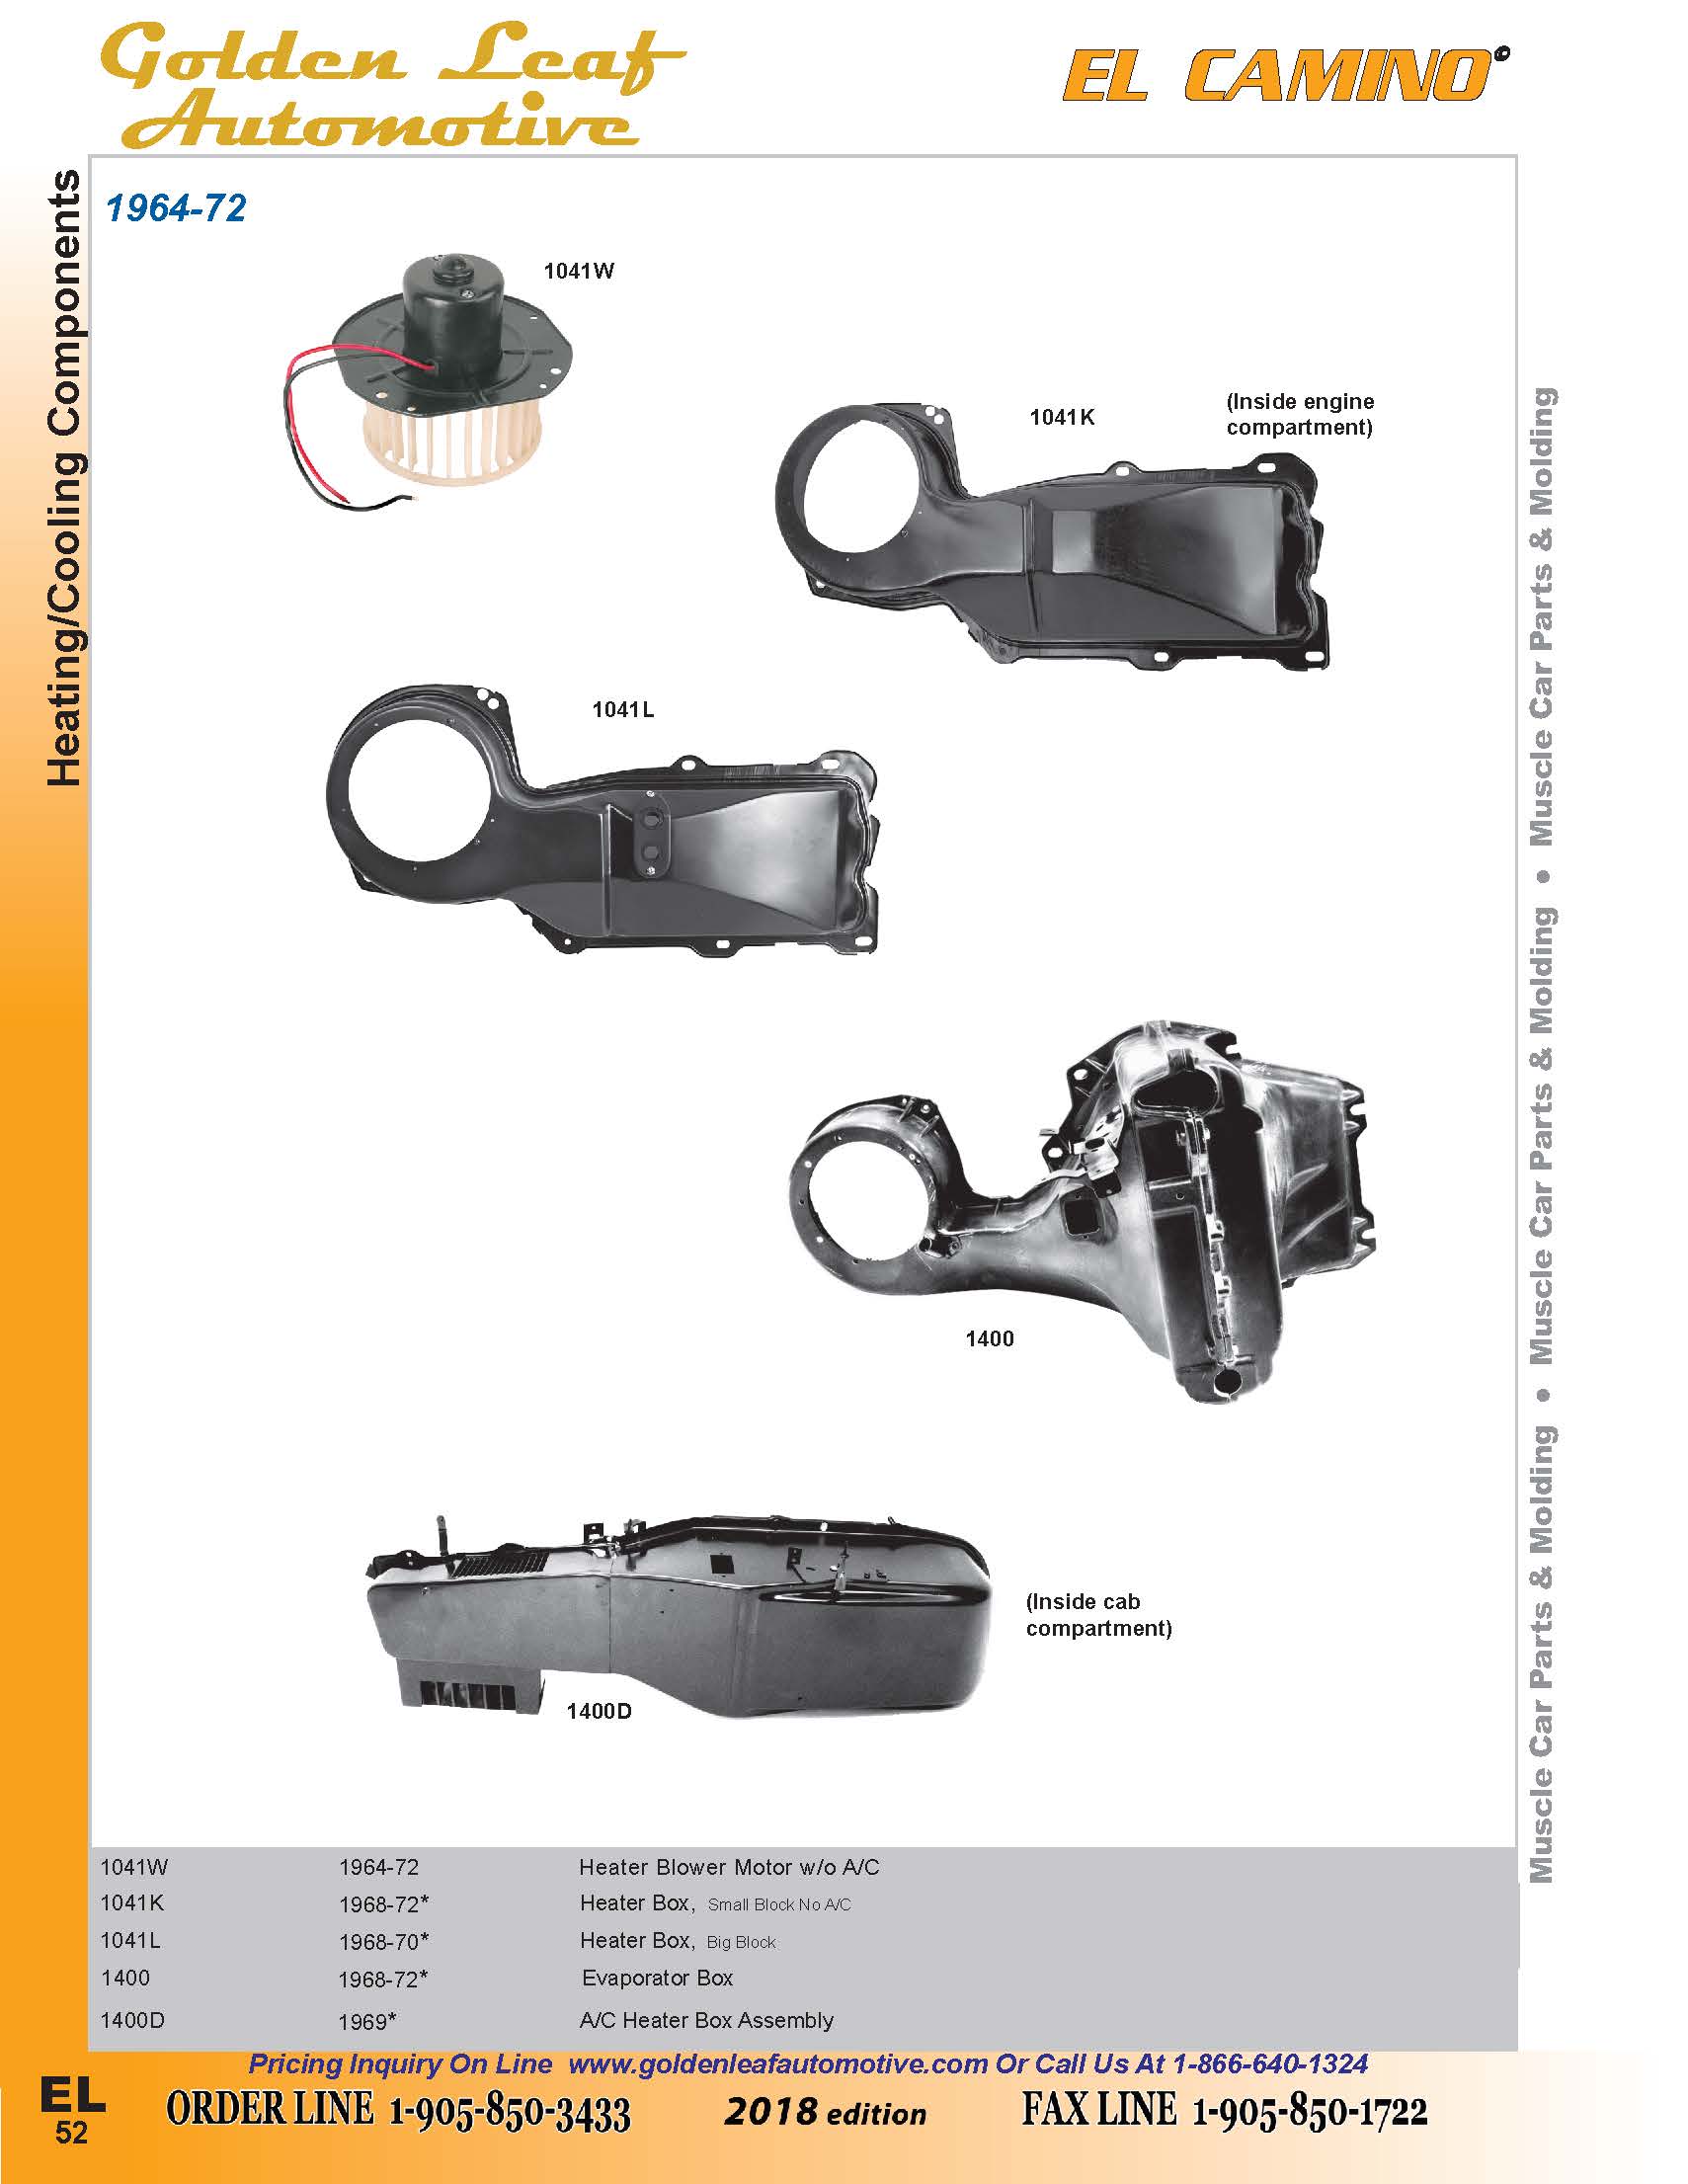 Golden Leaf
Automotive
EL CAMINO
Heating/Cooling Components
1964-72
1041W
1041K
(Inside engine
compartment)
1041L
1400
(Inside cab
compartment)
1400D
Muscle Car Parts & Molding • Muscle Car Parts & Molding • Muscle Car Parts & Molding
1041W 1964-72 Heater Blower Motor w/o A/C
1041K 1968-72* Heater Box, Small Block No A/C
1041L 1968-70* Heater Box, Big Block
1400 1968-72* Evaporator Box
1400D 1969* A/C Heater Box Assembly
Pricing Inquiry On Line www.goldenleafautomotive.com Or Call Us At 1-866-640-1324
EL
52
ORDER LINE 1-905-850-3433 2018 edition FAX LINE 1-905-850-1722